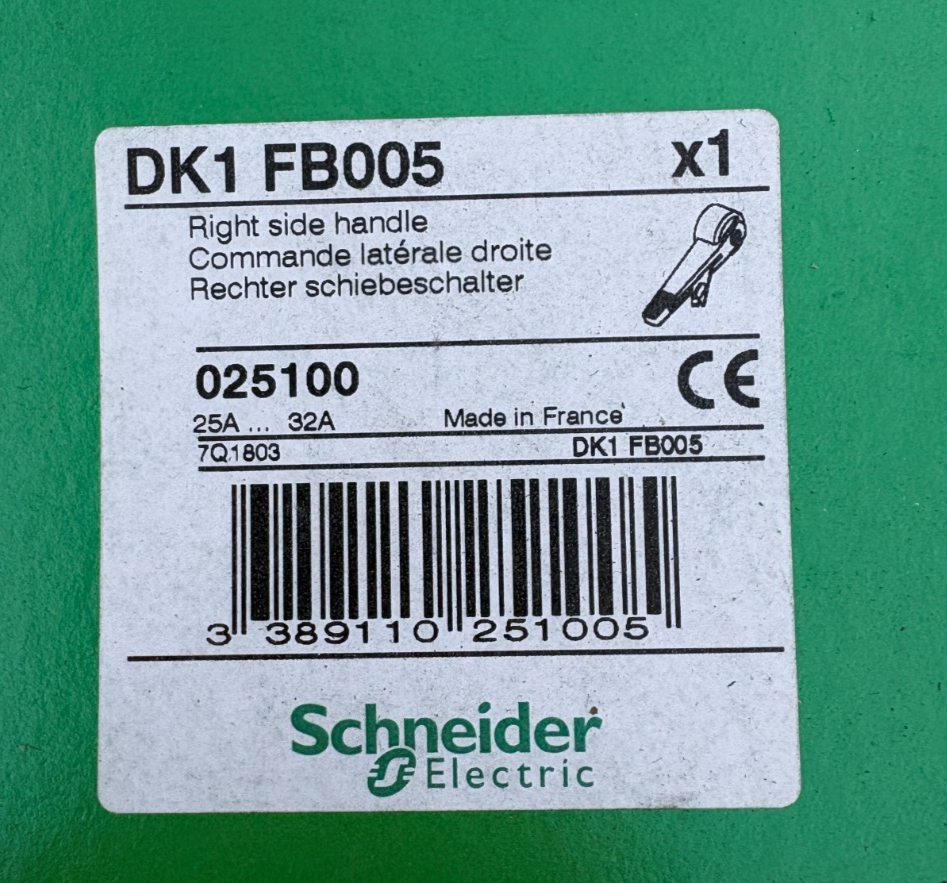 DK1 FB005 x1
Right side handle
Commande latérale droite
Rechter schiebeschalter
025100 CE
25A ... 32A Made in France
7Q1803 DK1 FB005
3 389110 251005
Schneider
Electric